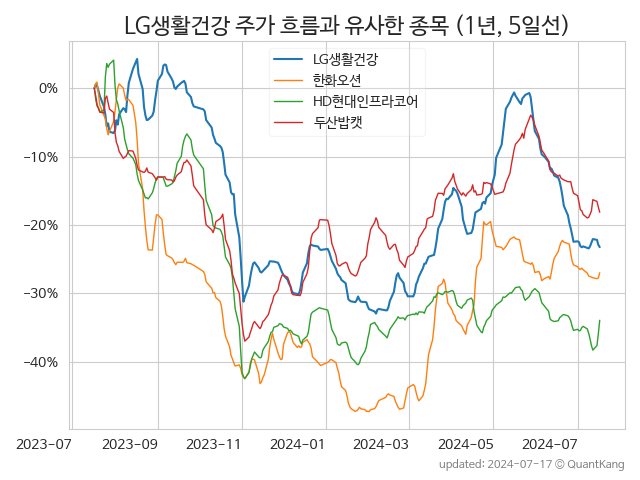 LG생활건강 주가 흐름과 유사한 종목 (1년, 5일선)
LG생활건강
한화오션
HD현대인프라코어
두산밥캣
0%
−10%
−20%
−30%
−40%
2023-07 2023-09 2023-11 2024-01 2024-03 2024-05 2024-07
updated: 2024-07-17 © QuantKang